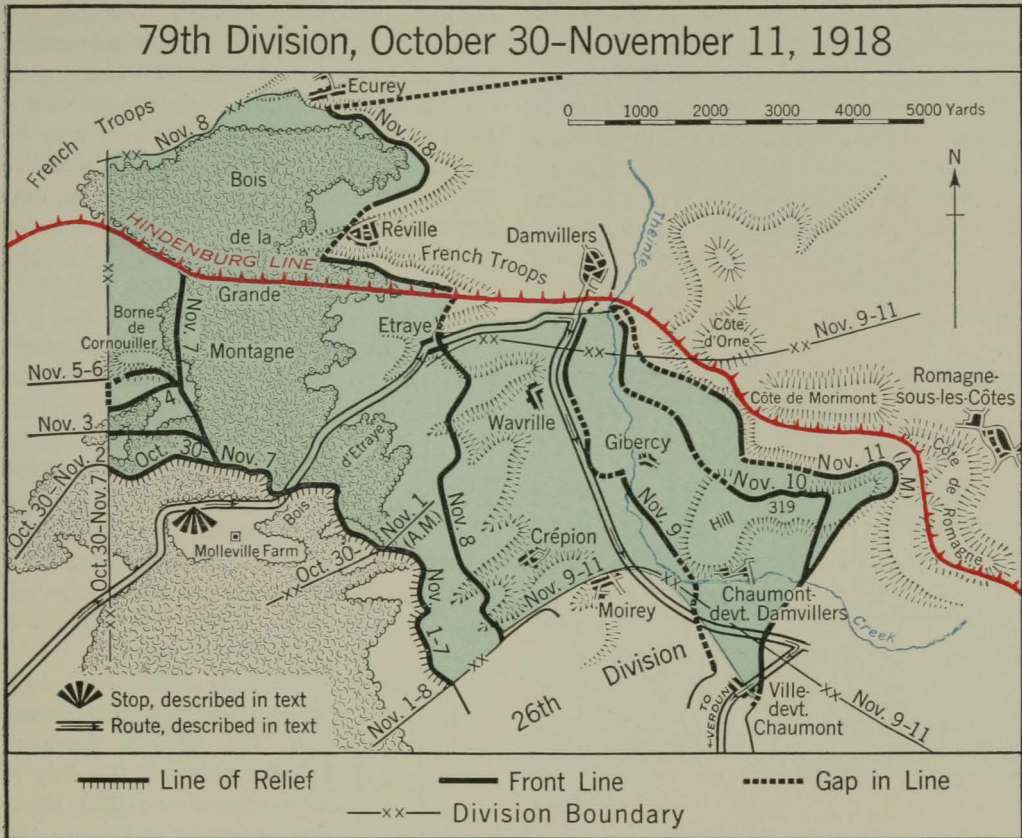 79th Division, October 30–November 11, 1918
0 1000 2000 3000 4000 5000 Yards
N
Ecurey
French Troops
Nov. 8
Nov. 8
Bois
de la
Grande
Montagne
HINDENBURG LINE
Réville
French Troops
Damvillers
Theinte
Creek
Borne
de
Cornouiller
Nov. 7
Etraye
Côte
d'Orne
Nov. 9-11
Nov. 5-6
4
Nov. 3
Oct. 30-
Nov. 7
Oct. 30-Nov. 2
Oct. 30-Nov. 7
Wavrille
Gibercy
Côte de Morimont
Romagne-
sous-les-Côtes
Côte
de
Romagne
Nov. 11
(A.M.)
Nov. 10
319
Hill
Nov. 9
Bois
d'Etraye
Molleville Farm
Oct. 30-
Nov. 1
(A.M.)
Nov. 8
Nov. 1-7
Crépion
Nov. 9-11
Moirey
Chaumont-
devt. Damvillers
26th
Division
Nov. 1-8
TO
VERDUN
Ville-
devt.
Chaumont
Nov. 9-11
Stop, described in text
Route, described in text
Line of Relief
Front Line
Gap in Line
Division Boundary